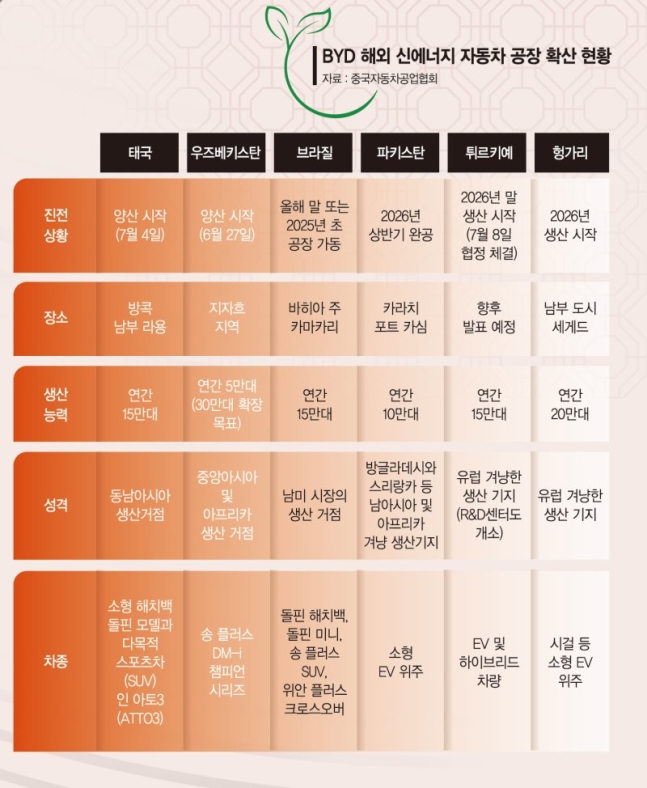 BYD 해외 신에너지 자동차 공장 확산 현황
자료 : 중국자동차공업협회
태국
우즈베키스탄
브라질
파키스탄
튀르키예
헝가리
진전
상황
양산 시작
(7월 4일)
양산 시작
(6월 27일)
올해 말 또는
2025년 초
공장 가동
2026년
상반기 완공
2026년 말
생산 시작
(7월 8일
협정 체결)
2026년
생산 시작
장소
방콕
남부 라용
지자흐
지역
바히아 주
카마카리
카라치
포트 카심
향후
발표 예정
남부 도시
세게드
생산
능력
연간
15만대
연간 5만대
(30만대 확장
목표)
연간
15만대
연간
10만대
연간
15만대
연간
20만대
성격
동남아시아
생산거점
중앙아시아
및
아프리카
생산 거점
남미 시장의
생산 거점
방글라데시와
스리랑카 등
남아시아 및
아프리카
겨냥 생산기지
유럽 겨냥한
생산 기지
(R&D센터도
개소)
유럽 겨냥한
생산 기지
차종
소형 해치백
돌핀 모델과
다목적
스포츠차
(SUV)
인 아토3
(ATTO3)
송 플러스
DM-i
챔피언
시리즈
돌핀 해치백,
돌핀 미니,
송 플러스
SUV,
위안 플러스
크로스오버
소형
EV 위주
EV 및
하이브리드
차량
시걸 등
소형 EV
위주